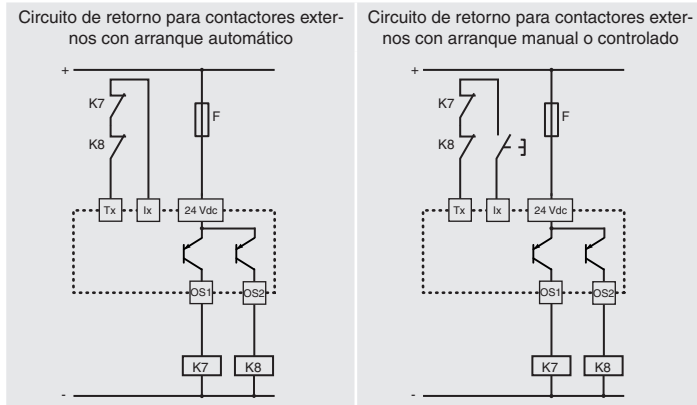 Circuito de retorno para contactores exter-
nos con arranque automático
+
K7
K8
F
Tx
Ix
24 Vdc
OS1
OS2
K7
K8
-
Circuito de retorno para contactores exter-
nos con arranque manual o controlado
+
K7
K8
F
Tx
Ix
24 Vdc
OS1
OS2
K7
K8
-